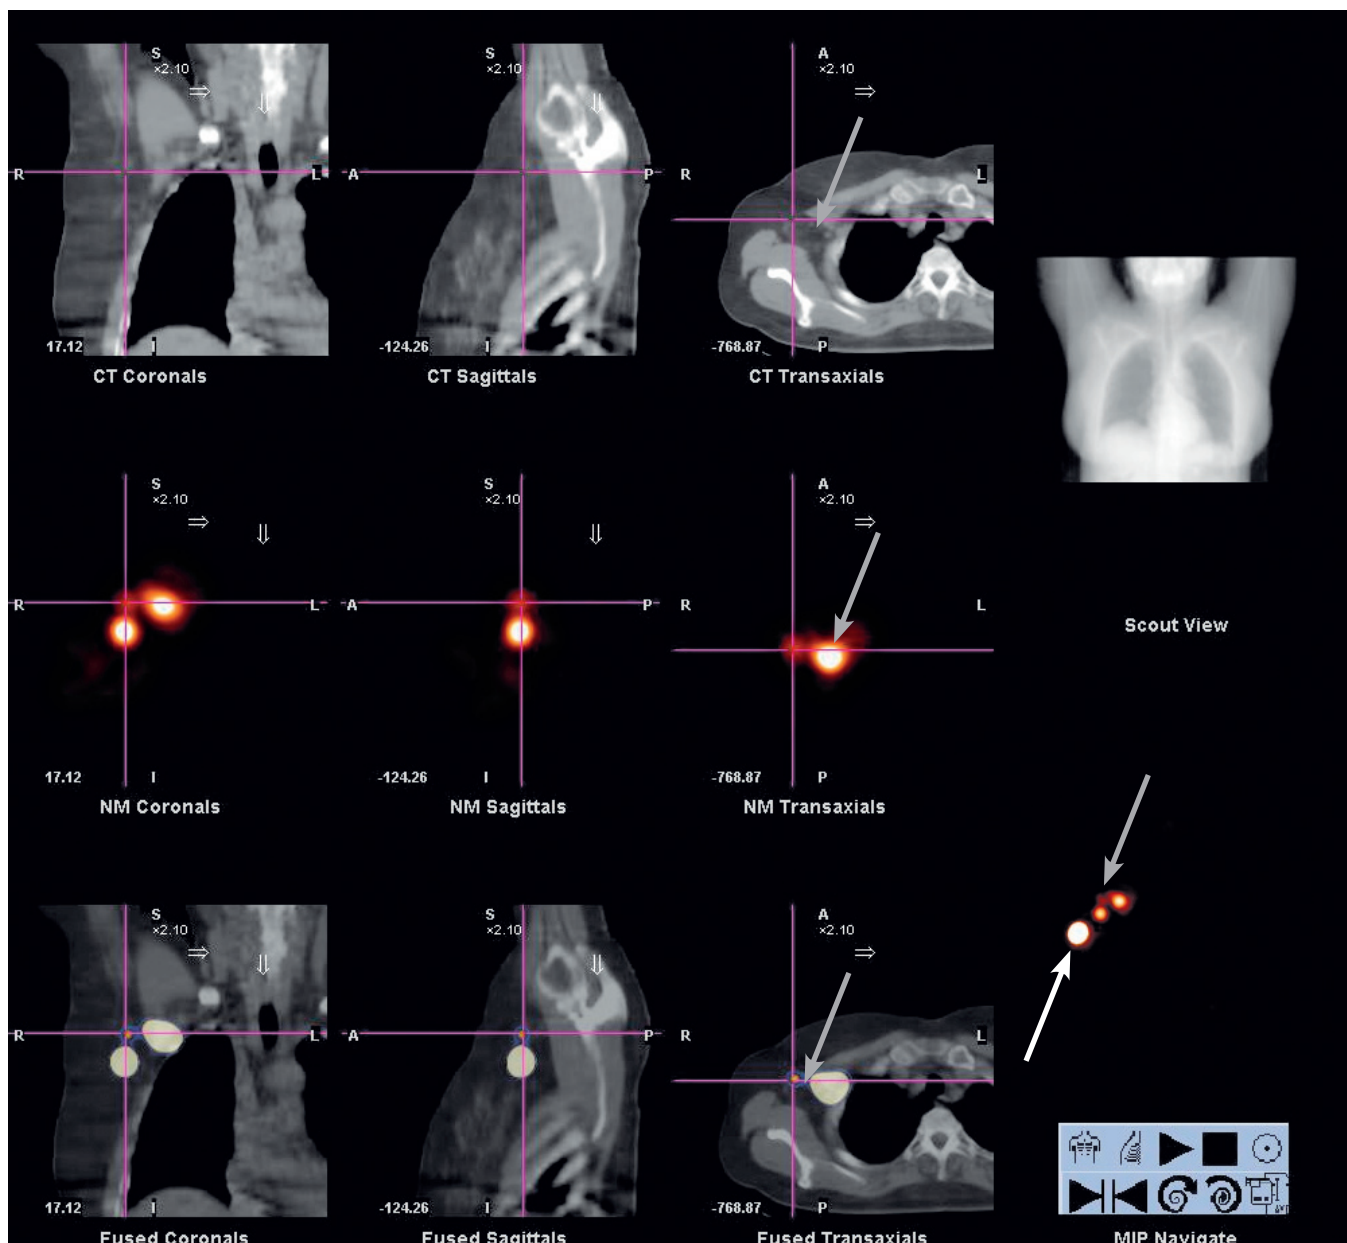 S S A
×2.10 ×2.10 ×2.10
R L A P R L
17.12 I -124.26 I -768.87 P
CT Coronals CT Sagittals CT Transaxials
S S A
×2.10 ×2.10 ×2.10
R L A P R L
Scout View
17.12 I -124.26 I -768.87 P
NM Coronals NM Sagittals NM Transaxials
S S A
×2.10 ×2.10 ×2.10
R L A P R L
17.12 I -124.26 I -768.87 P
Fused Coronals Fused Sagittals Fused Transaxials MIP Navigate